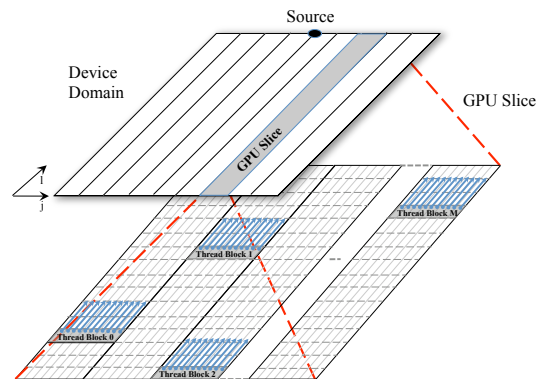 Source
Device
Domain
GPU Slice
GPU Slice
i
j
Thread Block M
Thread Block 1
Thread Block 0
Thread Block 2